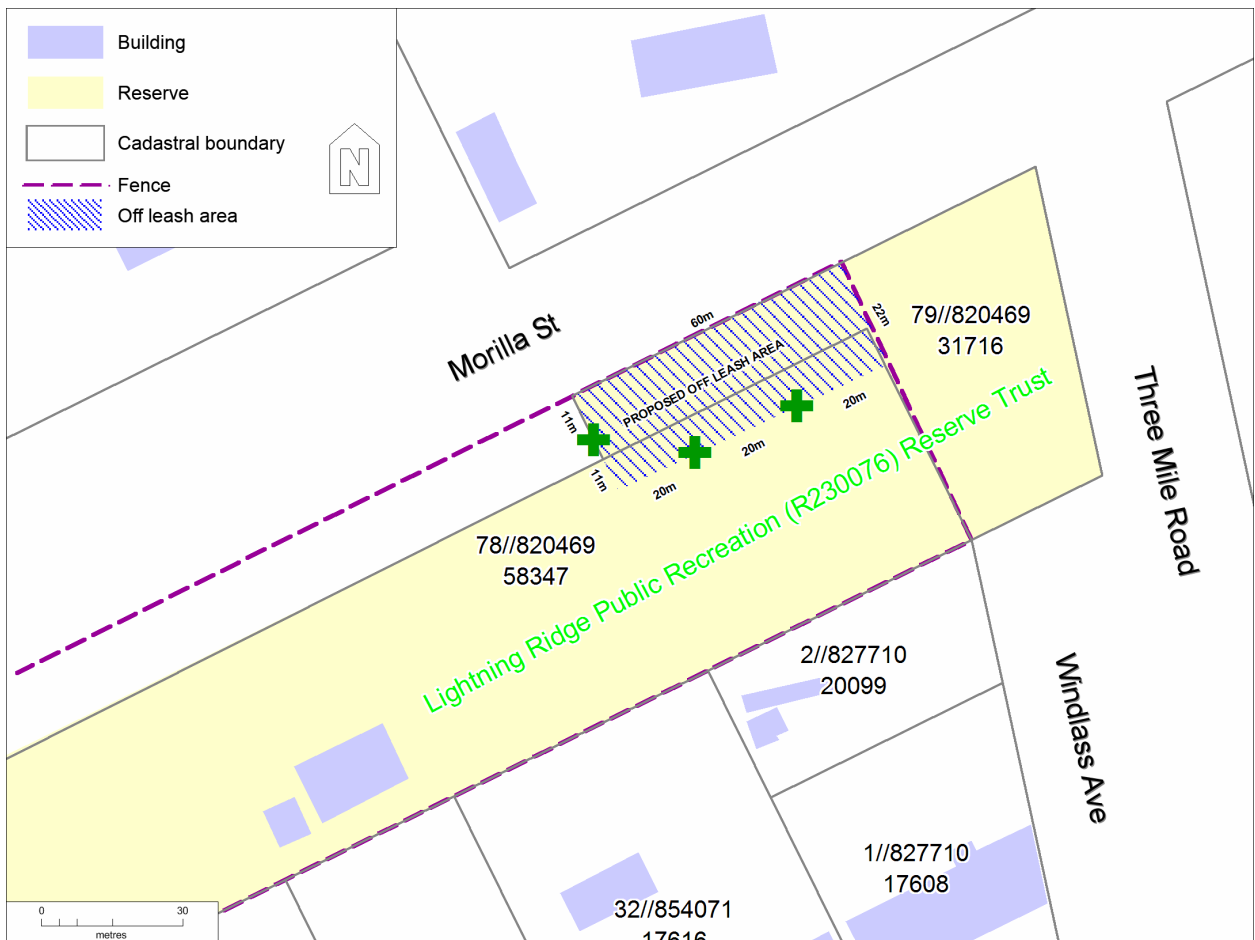 Building
Reserve
Cadastral boundary
N
Fence
Off leash area
Morilla St
60m
22m
79//820469
31716
PROPOSED OFF LEASH AREA
11m
11m
20m
20m
20m
Three Mile Road
Lightning Ridge Public Recreation (R230076) Reserve Trust
78//820469
58347
2//827710
20099
Windlass Ave
1//827710
17608
32//854071
17616
0 30
metres